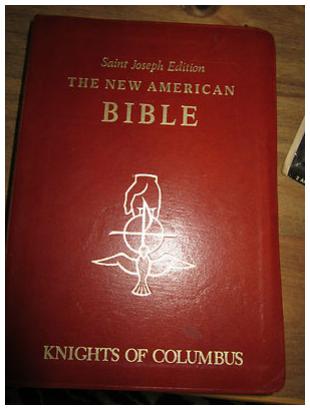 Saint Joseph Edition
THE NEW AMERICAN
BIBLE
KNIGHTS OF COLUMBUS